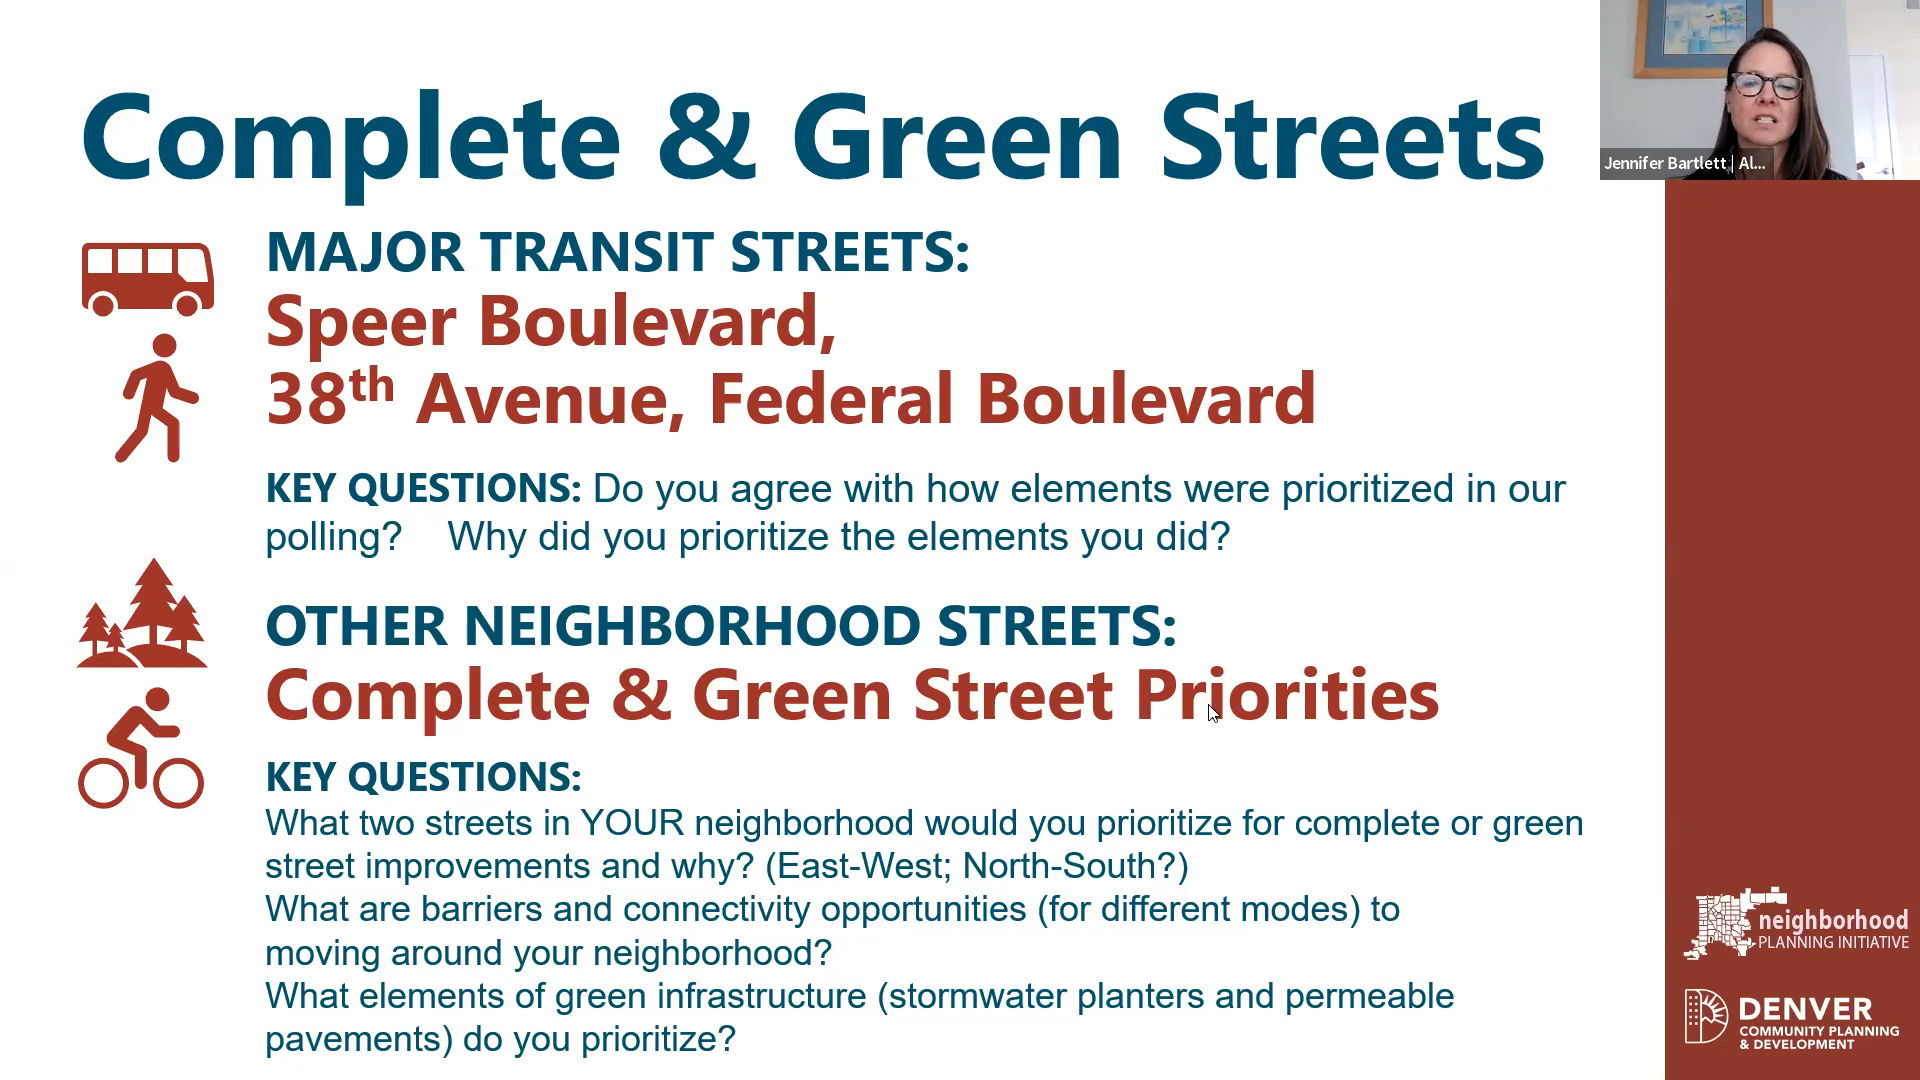 Complete & Green Streets
Jennifer Bartlett | Al...
MAJOR TRANSIT STREETS:
Speer Boulevard,
38th Avenue, Federal Boulevard
KEY QUESTIONS: Do you agree with how elements were prioritized in our
polling? Why did you prioritize the elements you did?
OTHER NEIGHBORHOOD STREETS:
Complete & Green Street Priorities
KEY QUESTIONS:
What two streets in YOUR neighborhood would you prioritize for complete or green
street improvements and why? (East-West; North-South?)
What are barriers and connectivity opportunities (for different modes) to
moving around your neighborhood?
What elements of green infrastructure (stormwater planters and permeable
pavements) do you prioritize?
neighborhood
PLANNING INITIATIVE
DENVER
COMMUNITY PLANNING
& DEVELOPMENT